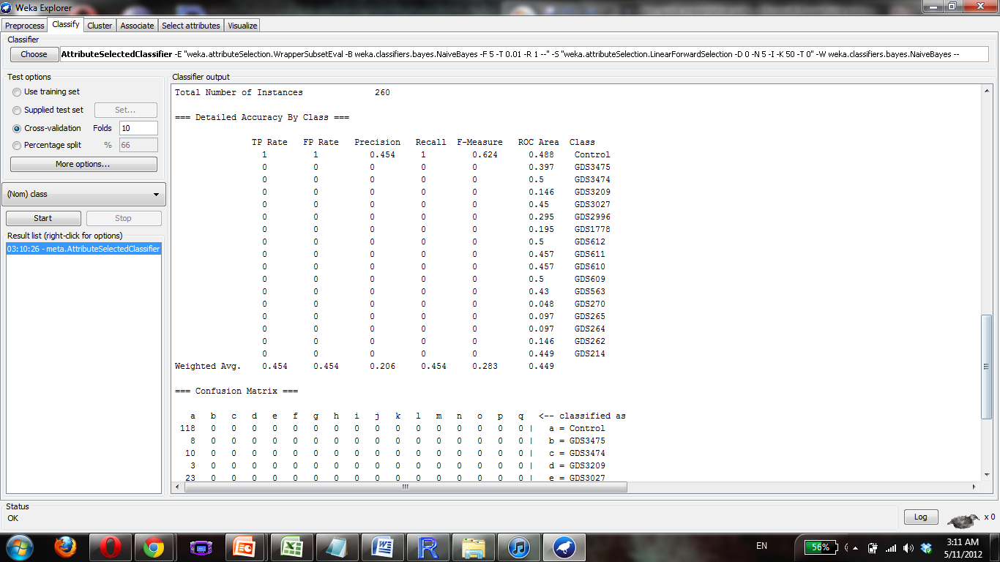 Weka Explorer
Preprocess Classify Cluster Associate Select attributes Visualize
Classifier
Choose AttributeSelectedClassifier -E "weka.attributeSelection.WrapperSubsetEval -B weka.classifiers.bayes.NaiveBayes -F 5 -T 0.01 -R 1 --" -S "weka.attributeSelection.LinearForwardSelection -D 0 -N 5 -I -K 50 -T 0" -W weka.classifiers.bayes.NaiveBayes --
Test options
Use training set
Supplied test set Set...
Cross-validation Folds 10
Percentage split % 66
More options...
(Nom) class
Start Stop
Result list (right-click for options)
03:10:26 - meta.AttributeSelectedClassifier
Classifier output
Total Number of Instances 260
=== Detailed Accuracy By Class ===
TP Rate FP Rate Precision Recall F-Measure ROC Area Class
1 1 0.454 1 0.624 0.488 Control
0 0 0 0 0 0.397 GDS3475
0 0 0 0 0 0.5 GDS3474
0 0 0 0 0 0.146 GDS3209
0 0 0 0 0 0.45 GDS3027
0 0 0 0 0 0.295 GDS2996
0 0 0 0 0 0.195 GDS1778
0 0 0 0 0 0.5 GDS612
0 0 0 0 0 0.457 GDS611
0 0 0 0 0 0.457 GDS610
0 0 0 0 0 0.5 GDS609
0 0 0 0 0 0.43 GDS563
0 0 0 0 0 0.048 GDS270
0 0 0 0 0 0.097 GDS265
0 0 0 0 0 0.097 GDS264
0 0 0 0 0 0.146 GDS262
0 0 0 0 0 0.449 GDS214
Weighted Avg. 0.454 0.454 0.206 0.454 0.283 0.449
=== Confusion Matrix ===
a b c d e f g h i j k l m n o p q <-- classified as
118 0 0 0 0 0 0 0 0 0 0 0 0 0 0 0 0 | a = Control
8 0 0 0 0 0 0 0 0 0 0 0 0 0 0 0 0 | b = GDS3475
10 0 0 0 0 0 0 0 0 0 0 0 0 0 0 0 0 | c = GDS3474
3 0 0 0 0 0 0 0 0 0 0 0 0 0 0 0 0 | d = GDS3209
23 0 0 0 0 0 0 0 0 0 0 0 0 0 0 0 0 | e = GDS3027
Status
OK
Log x 0
EN
56%
3:11 AM
5/11/2012